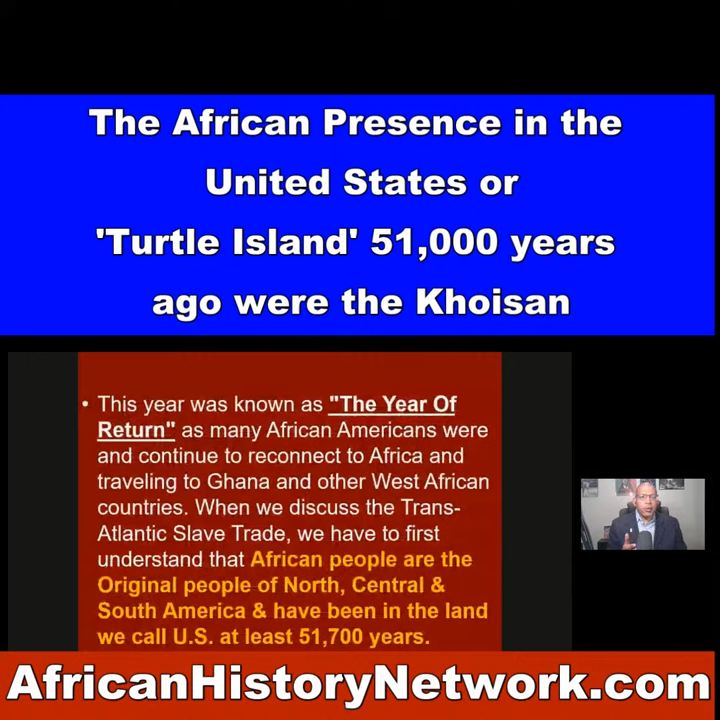 The African Presence in the
United States or
'Turtle Island' 51,000 years
ago were the Khoisan
• This year was known as "The Year Of
Return" as many African Americans were
and continue to reconnect to Africa and
traveling to Ghana and other West African
countries. When we discuss the Trans-
Atlantic Slave Trade, we have to first
understand that African people are the
Original people of North, Central &
South America & have been in the land
we call U.S. at least 51,700 years.
AfricanHistoryNetwork.com